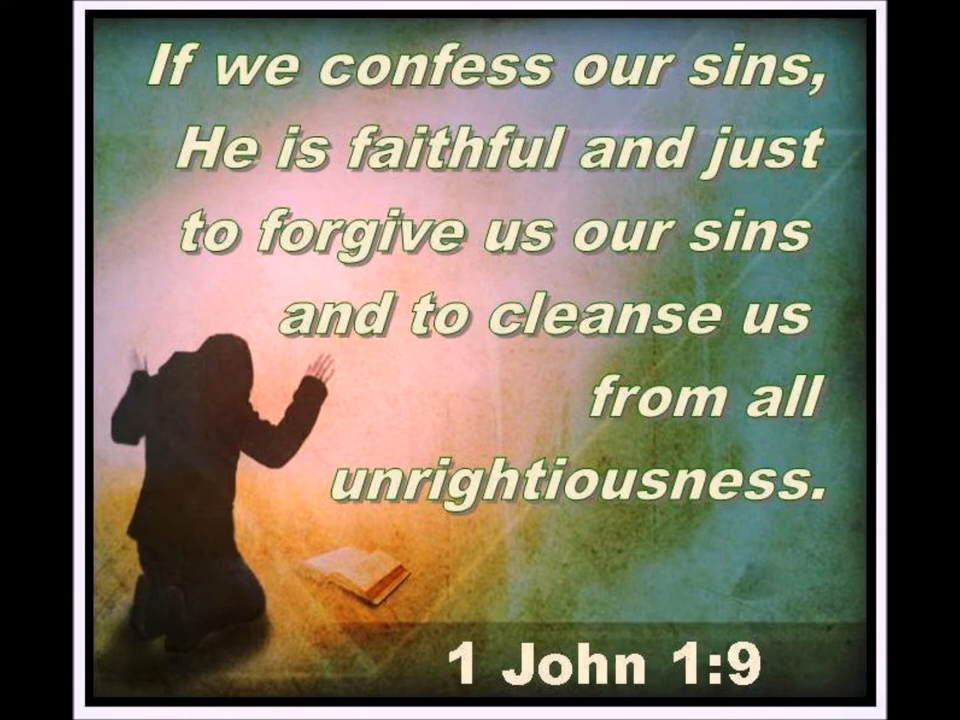 If we confess our sins,
He is faithful and just
to forgive us our sins
and to cleanse us
from all
unrightiousness.
1 John 1:9